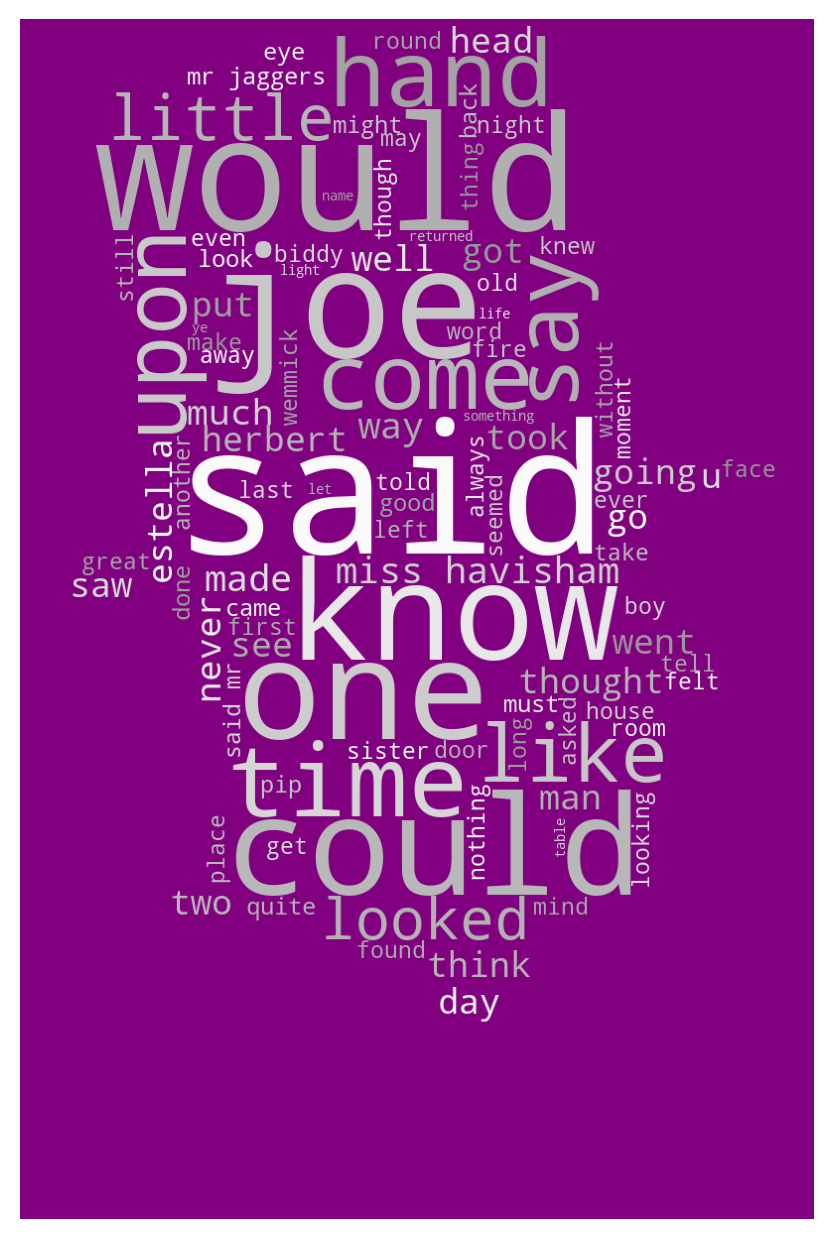 round
head
eye
hand
mr jaggers
little
back
might
night
may
would
thing
though
name
returned
upon
still
even
joe
biddy
well
got
knew
look
light
say
old
put
life
ye
word
make
fire
away
come
wemmick
without
moment
much
something
way
took
herbert
said
another
estella
always
going
u
face
told
last
let
seemed
good
ever
go
left
take
great
miss havisham
made
saw
done
know
came
boy
never
first
see
went
one
tell
thought
felt
said mr
must
house
asked
room
long
like
time
sister
door
pip
man
nothing
looking
could
place
table
get
two
quite
looked
mind
found
think
day